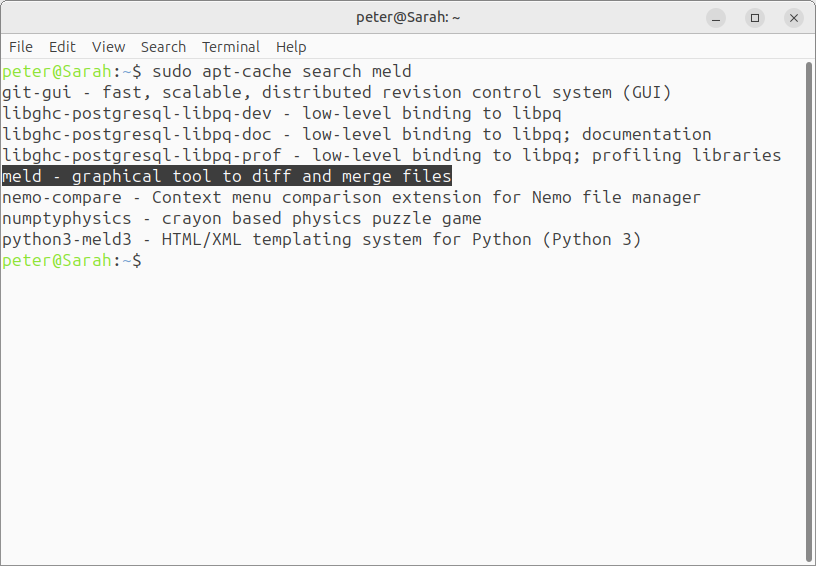 peter@Sarah: ~
File Edit View Search Terminal Help
peter@Sarah:~$ sudo apt-cache search meld
git-gui - fast, scalable, distributed revision control system (GUI)
libghc-postgresql-libpq-dev - low-level binding to libpq
libghc-postgresql-libpq-doc - low-level binding to libpq; documentation
libghc-postgresql-libpq-prof - low-level binding to libpq; profiling libraries
meld - graphical tool to diff and merge files
nemo-compare - Context menu comparison extension for Nemo file manager
numptyphysics - crayon based physics puzzle game
python3-meld3 - HTML/XML templating system for Python (Python 3)
peter@Sarah:~$